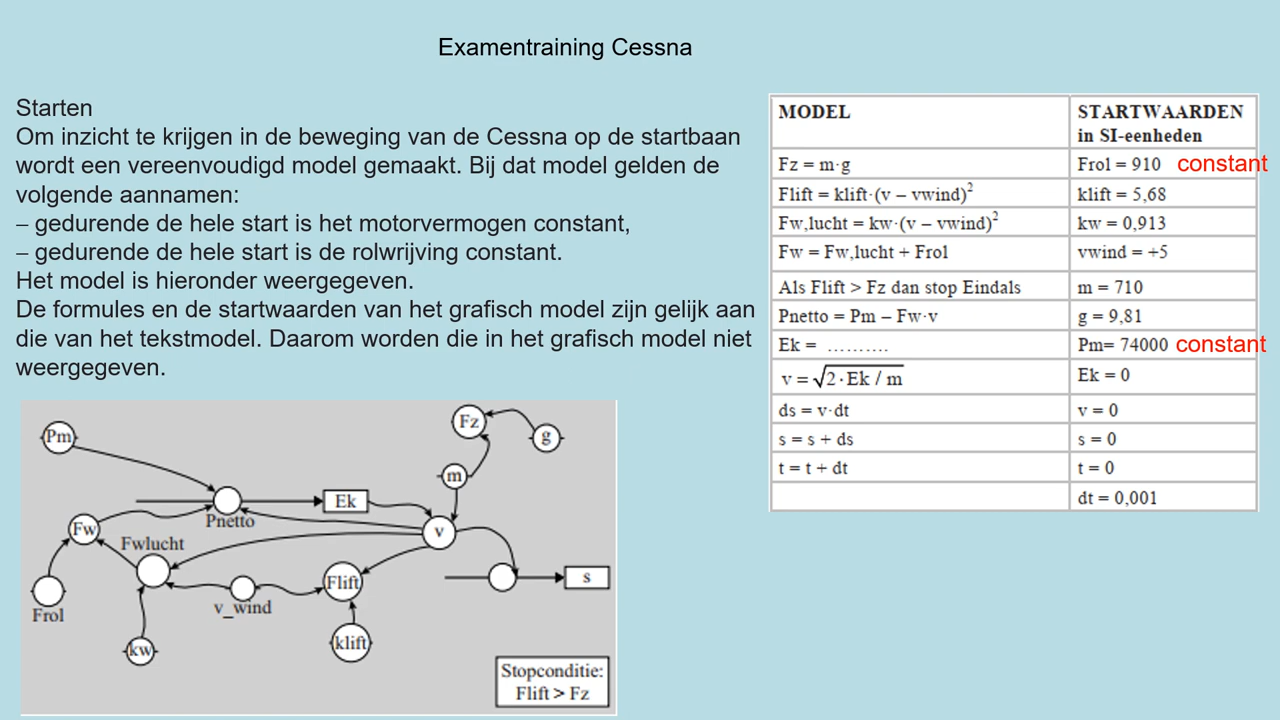 Examentraining Cessna
Starten
Om inzicht te krijgen in de beweging van de Cessna op de startbaan
wordt een vereenvoudigd model gemaakt. Bij dat model gelden de
volgende aannamen:
– gedurende de hele start is het motorvermogen constant,
– gedurende de hele start is de rolwrijving constant.
Het model is hieronder weergegeven.
De formules en de startwaarden van het grafisch model zijn gelijk aan
die van het tekstmodel. Daarom worden die in het grafisch model niet
weergegeven.
MODEL STARTWAARDEN
in SI-eenheden
Fz = m·g Frol = 910 constant
Flift = klift·(v – vwind)² klift = 5,68
Fw,lucht = kw·(v – vwind)² kw = 0,913
Fw = Fw,lucht + Frol vwind = +5
Als Flift > Fz dan stop Eindals m = 710
Pnetto = Pm – Fw·v g = 9,81
Ek = .......... Pm= 74000 constant
v = √2·Ek / m Ek = 0
ds = v·dt v = 0
s = s + ds s = 0
t = t + dt t = 0
dt = 0,001
Pm
Fz
g
m
Ek
Pnetto
Fw
v
Fwlucht
Flift
s
Frol
v_wind
kw
klift
Stopconditie:
Flift > Fz